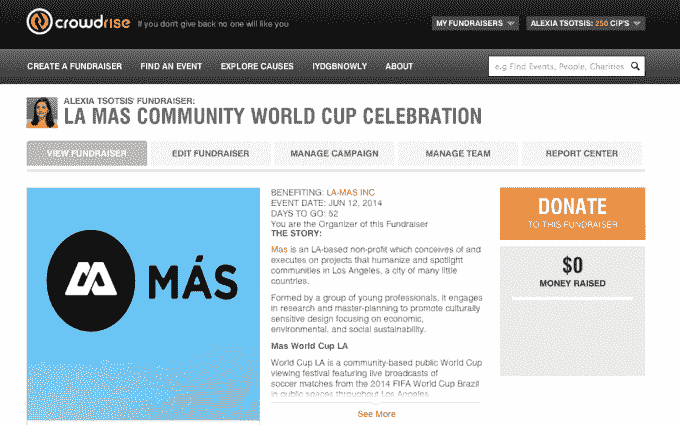 crowdrise
If you don't give back no one will like you
MY FUNDRAISERS
ALEXIA TSOTSIS: 250 CIP'S
CREATE A FUNDRAISER
FIND AN EVENT
EXPLORE CAUSES
IYDGBNOWLY
ABOUT
e.g Find Events, People, Charities
ALEXIA TSOTSIS' FUNDRAISER:
LA MAS COMMUNITY WORLD CUP CELEBRATION
VIEW FUNDRAISER
EDIT FUNDRAISER
MANAGE CAMPAIGN
MANAGE TEAM
REPORT CENTER
MÁS
BENEFITING: LA-MAS INC
EVENT DATE: JUN 12, 2014
DAYS TO GO: 52
You are the Organizer of this Fundraiser
THE STORY:
Mas is an LA-based non-profit which conceives of and
executes on projects that humanize and spotlight
communities in Los Angeles, a city of many little
countries.
Formed by a group of young professionals, it engages
in research and master-planning to promote culturally
sensitive design focusing on economic,
environmental, and social sustainability.
Mas World Cup LA
World Cup LA is a community-based public World Cup
viewing festival featuring live broadcasts of
soccer matches from the 2014 FIFA World Cup Brazil
in public spaces throughout Los Angeles
See More
DONATE
TO THIS FUNDRAISER
$0
MONEY RAISED